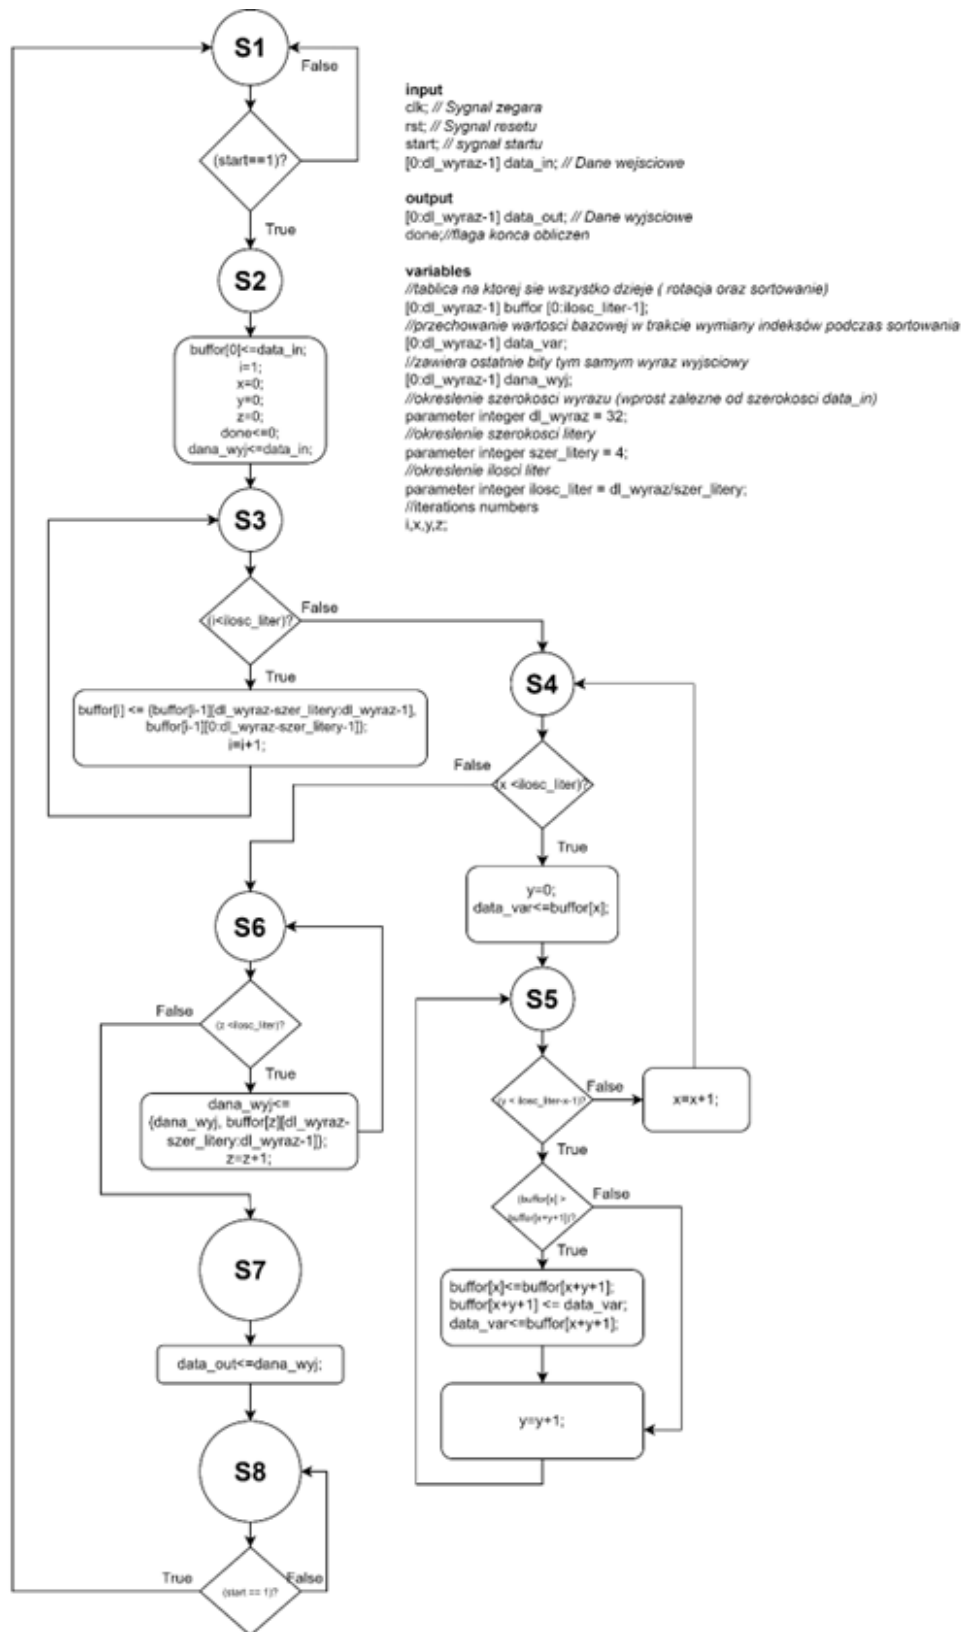 S1
False
(start==1)?
True
S2
buffor[0]<=data_in;
i=1;
x=0;
y=0;
z=0;
done<=0;
dana_wyj<=data_in;
S3
(i<ilosc_liter)?
False
True
buffor[i] <= {buffor[i-1][dl_wyraz-szer_litery:dl_wyraz-1],
buffor[i-1][0:dl_wyraz-szer_litery-1]};
i=i+1;
input
clk; // Sygnal zegara
rst; // Sygnal resetu
start; // sygnał startu
[0:dl_wyraz-1] data_in; // Dane wejsciowe
output
[0:dl_wyraz-1] data_out; // Dane wyjsciowe
done;//flaga konca obliczen
variables
//tablica na ktorej sie wszystko dzieje ( rotacja oraz sortowanie)
[0:dl_wyraz-1] buffor [0:ilosc_liter-1];
//przechowanie wartosci bazowej w trakcie wymiany indeksów podczas sortowania
[0:dl_wyraz-1] data_var;
//zawiera ostatnie bity tym samym wyraz wyjsciowy
[0:dl_wyraz-1] dana_wyj;
//okreslenie szerokosci wyrazu (wprost zalezne od szerokosci data_in)
parameter integer dl_wyraz = 32;
//okreslenie szerokosci litery
parameter integer szer_litery = 4;
//okreslenie ilosci liter
parameter integer ilosc_liter = dl_wyraz/szer_litery;
//iterations numbers
i,x,y,z;
S4
False
(x <ilosc_liter)?
True
y=0;
data_var<=buffor[x];
S5
(y < ilosc_liter-x-1)?
False
x=x+1;
True
(buffor[x] >
buffor[x+y+1])?
False
True
buffor[x]<=buffor[x+y+1];
buffor[x+y+1] <= data_var;
data_var<=buffor[x+y+1];
y=y+1;
S6
False
(z <ilosc_liter)?
True
dana_wyj<=
{dana_wyj, buffor[z][dl_wyraz-
szer_litery:dl_wyraz-1]};
z=z+1;
S7
data_out<=dana_wyj;
S8
True
(start == 1)?
False